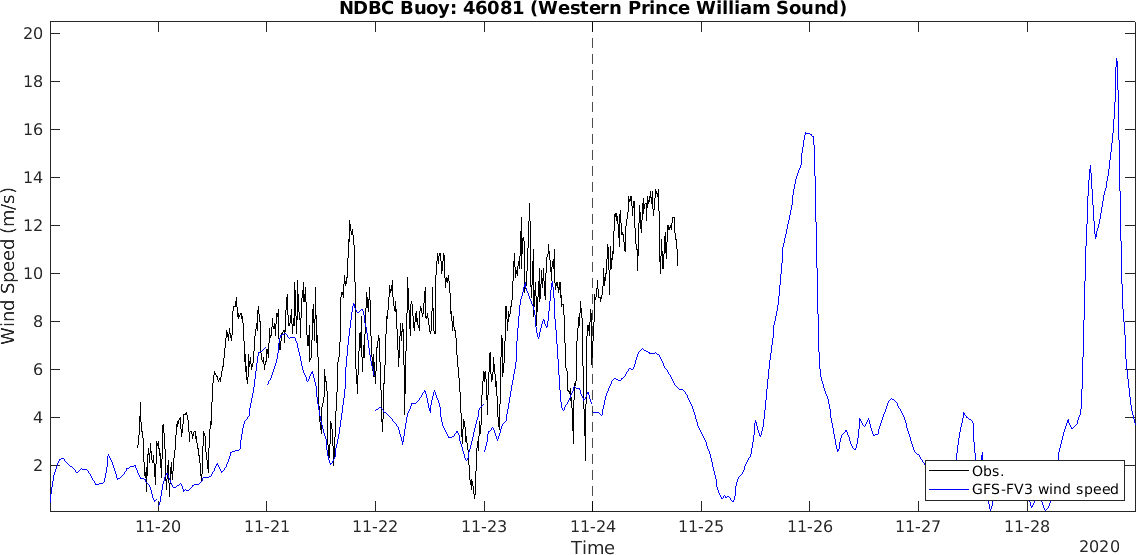 NDBC Buoy: 46081 (Western Prince William Sound)
Wind Speed (m/s)
20
18
16
14
12
10
8
6
4
2
Obs.
GFS-FV3 wind speed
11-20 11-21 11-22 11-23 11-24 11-25 11-26 11-27 11-28
Time
2020